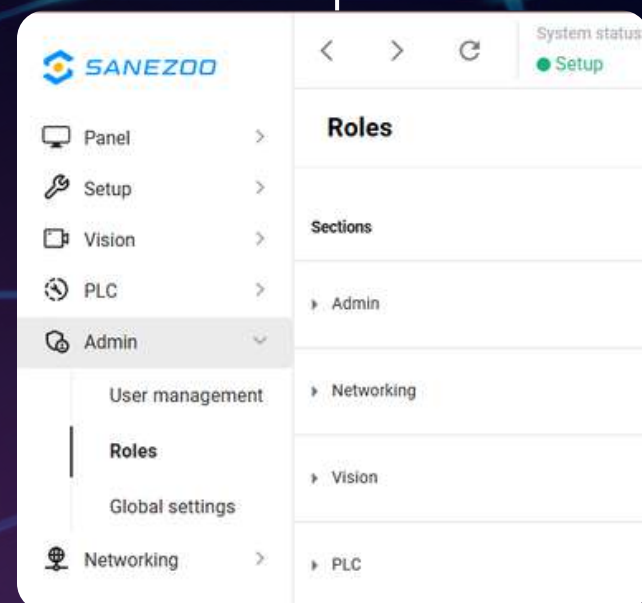 SANEZOO
Panel
Setup
Vision
PLC
Admin
User management
Roles
Global settings
Networking
System status
Setup
Roles
Sections
Admin
Networking
Vision
PLC